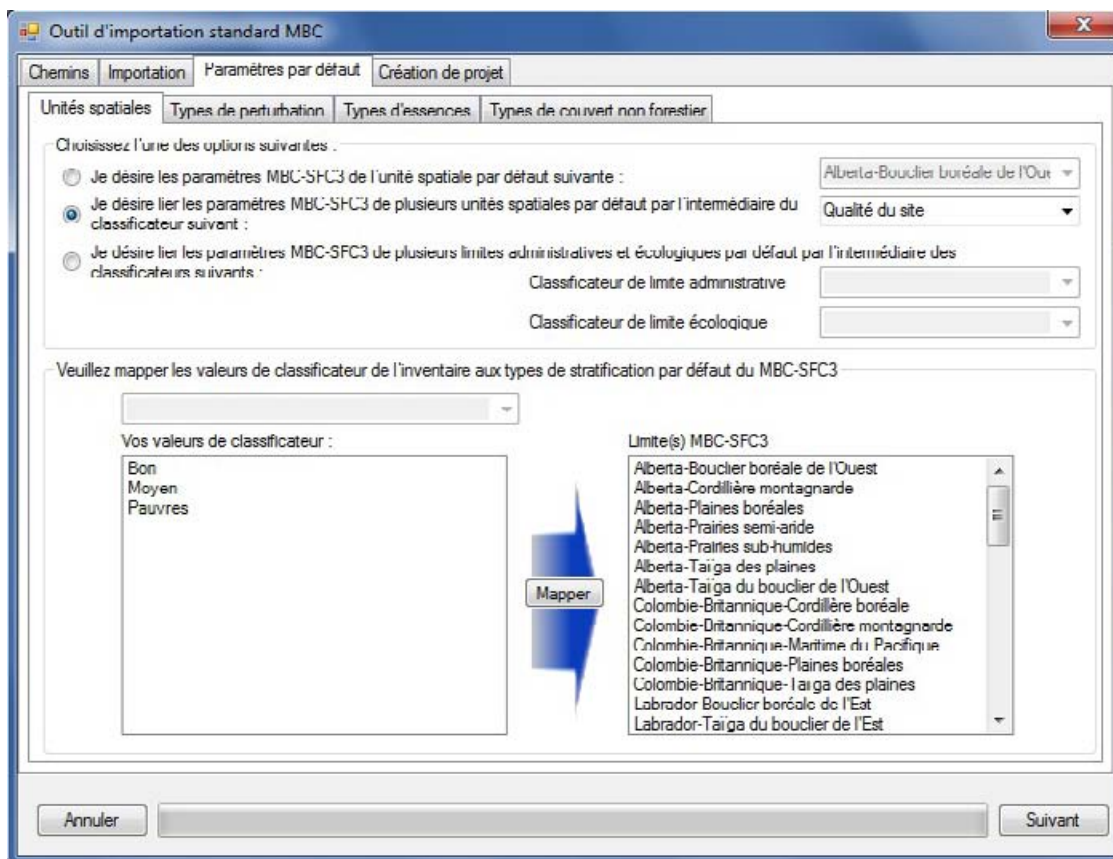 Outil d'importation standard MBC
X
Chemins
Importation
Paramètres par défaut
Création de projet
Unités spatiales
Types de perturbation
Types d'essences
Types de couvert non forestier
Choisissez l'une des options suivantes :
Je désire les paramètres MBC-SFC3 de l'unité spatiale par défaut suivante :
Alberta-Bouclier boréale de l'Oue
Je désire lier les paramètres MBC-SFC3 de plusieurs unités spatiales par défaut par l'intermédiaire du
classificateur suivant :
Qualité du site
Je désire lier les paramètres MBC-SFC3 de plusieurs limites administratives et écologiques par défaut par l'intermédiaire des
classificateurs suivants :
Classificateur de limite administrative
Classificateur de limite écologique
Veuillez mapper les valeurs de classificateur de l'inventaire aux types de stratification par défaut du MBC-SFC3
Vos valeurs de classificateur :
Bon
Moyen
Pauvres
Mapper
Limite(s) MBC-SFC3
Alberta-Bouclier boréale de l'Ouest
Alberta-Cordillière montagnarde
Alberta-Plaines boréales
Alberta-Prairies semi-aride
Alberta-Prairies sub-humides
Alberta-Taïga des plaines
Alberta-Taïga du bouclier de l'Ouest
Colombie-Britannique-Cordillère boréale
Colombie-Britannique-Cordillière montagnarde
Colombie-Britannique-Maritime du Pacifique
Colombie-Britannique-Plaines boréales
Colombie-Britannique-Taïga des plaines
Labrador-Bouclier boréale de l'Est
Labrador-Taïga du bouclier de l'Est
Annuler
Suivant